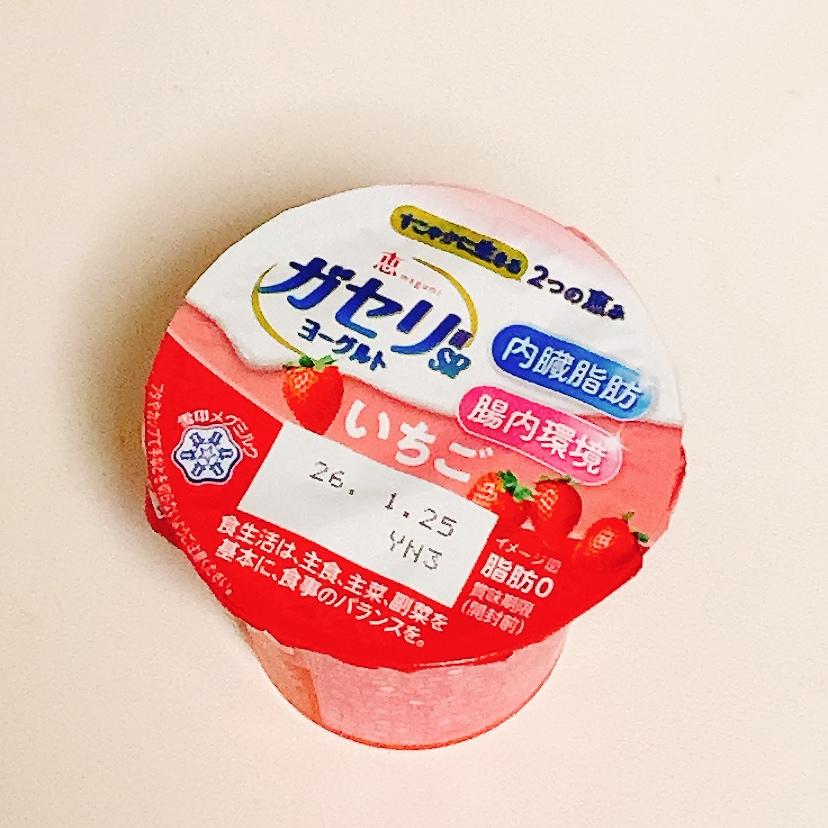 すこやかに生きる
2つの恵み
恵
megumi
ガセリ菌
SP
ヨーグルト
内臓脂肪
腸内環境
いちご
雪印メグミルク
26. 1.25
YN3
イメージ図
脂肪0
賞味期限
(開封前)
食生活は、主食、主菜、副菜を
基本に、食事のバランスを。